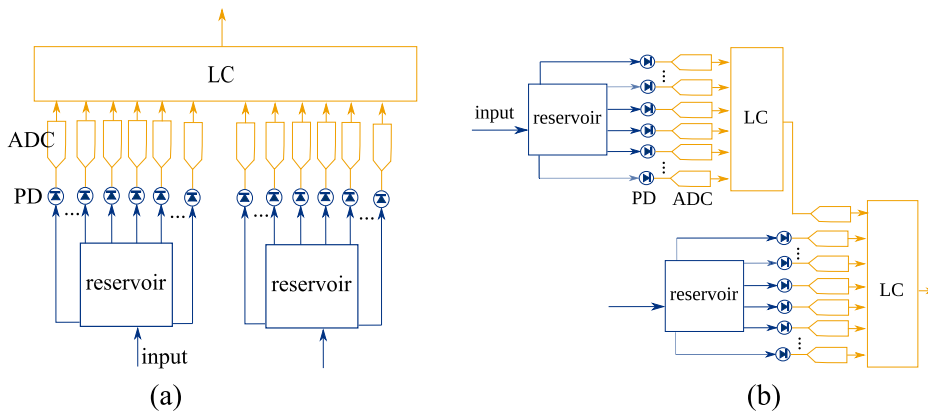 LC
ADC
PD
reservoir
reservoir
input
(a)
input
reservoir
LC
PD
ADC
reservoir
LC
(b)